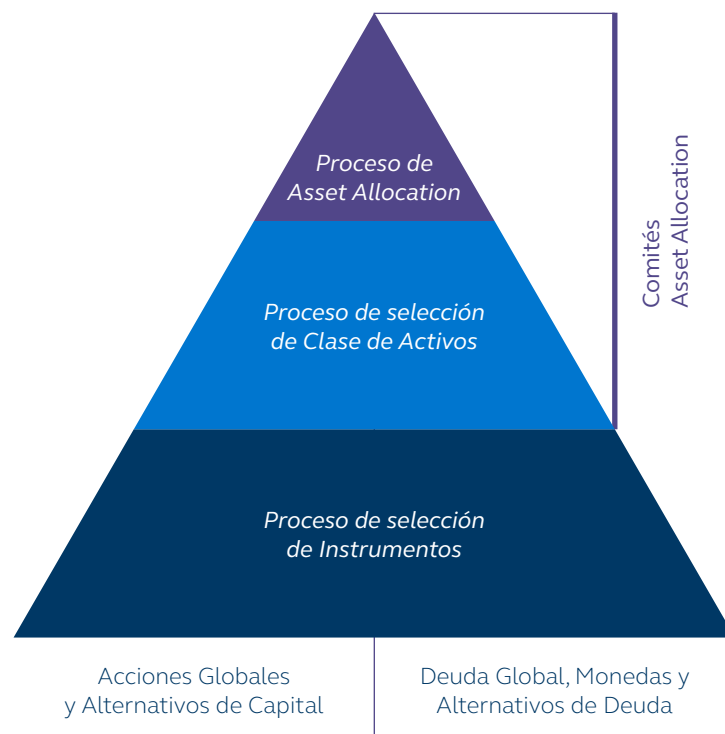 Proceso de
Asset Allocation
Comités
Asset Allocation
Proceso de selección
de Clase de Activos
Proceso de selección
de Instrumentos
Acciones Globales
y Alternativos de Capital
Deuda Global, Monedas y
Alternativos de Deuda